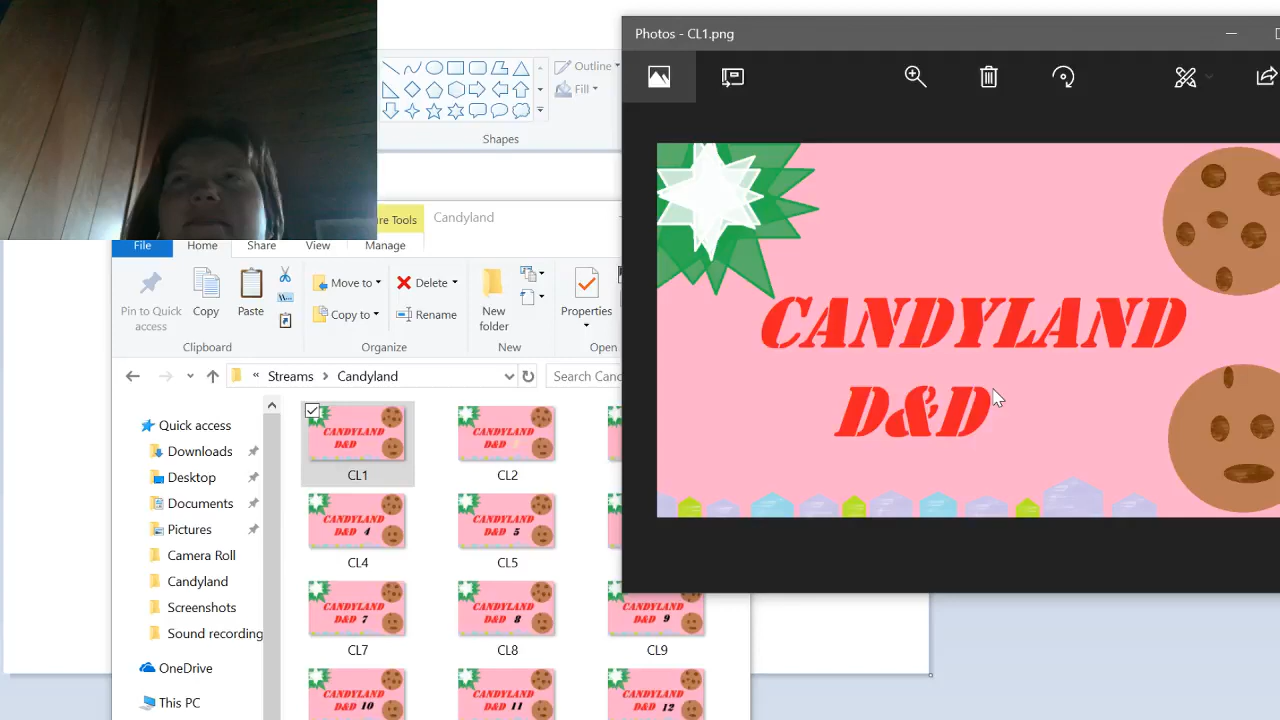 Photos - CL1.png
Outline
Fill
Shapes
Candyland
File
Home
Share
View
Manage
Pin to Quick access
Copy
Paste
Clipboard
Move to
Copy to
Delete
Rename
Organize
New folder
New
Properties
Open
« Streams > Candyland
Quick access
Downloads
Desktop
Documents
Pictures
Camera Roll
Candyland
Screenshots
Sound recording
OneDrive
This PC
CANDYLAND
D&D
CL1
CANDYLAND
D&D
CL2
CANDYLAND
D&D 4
CL4
CANDYLAND
D&D 5
CL5
CANDYLAND
D&D 7
CL7
CANDYLAND
D&D 8
CL8
CANDYLAND
D&D 9
CL9
CANDYLAND
D&D 10
CANDYLAND
D&D 11
CANDYLAND
D&D 12
CANDYLAND
D&D